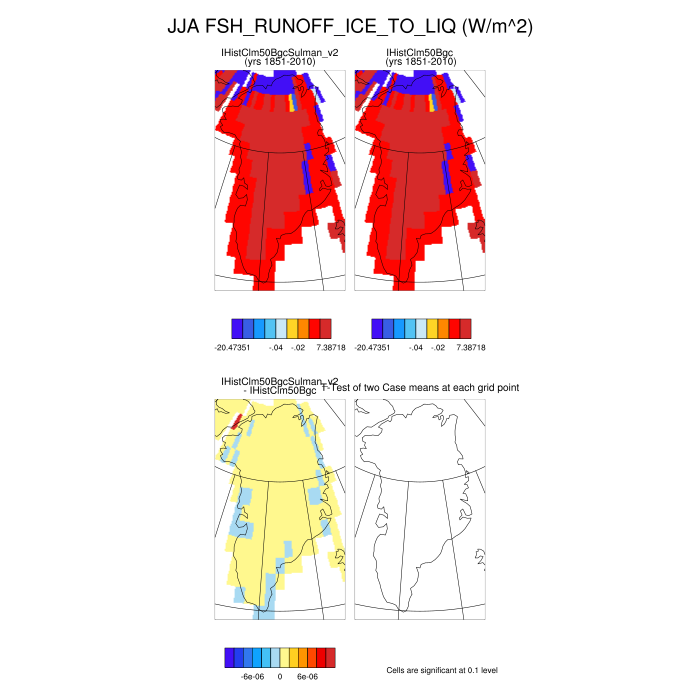 JJA FSH_RUNOFF_ICE_TO_LIQ (W/m^2)
IHistClm50BgcSulman_v2
(yrs 1851-2010)
IHistClm50Bgc
(yrs 1851-2010)
-20.47351 -.04 -.02 7.38718
-20.47351 -.04 -.02 7.38718
IHistClm50BgcSulman_v2
- IHistClm50Bgc
T-Test of two Case means at each grid point
-6e-06 0 6e-06
Cells are significant at 0.1 level